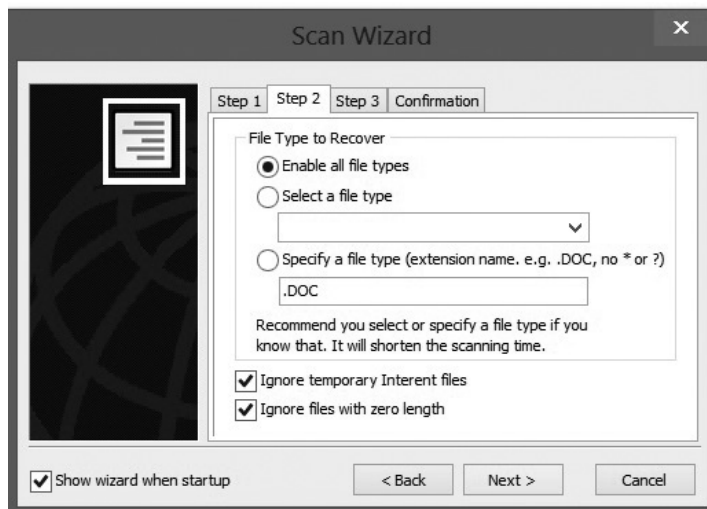 Scan Wizard
Step 1 Step 2 Step 3 Confirmation
File Type to Recover
Enable all file types
Select a file type
Specify a file type (extension name. e.g. .DOC, no * or ?)
.DOC
Recommend you select or specify a file type if you
know that. It will shorten the scanning time.
Ignore temporary Interent files
Ignore files with zero length
Show wizard when startup
< Back Next > Cancel